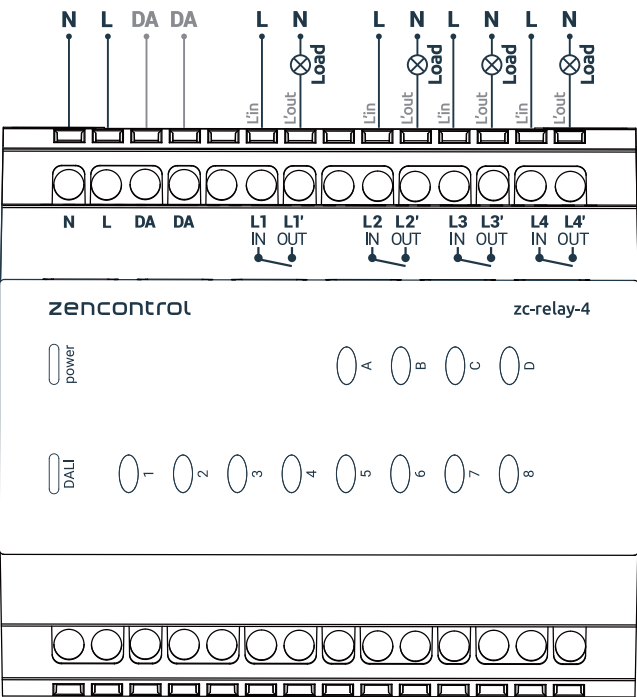 N L DA DA L N L N L N L N
Load Load Load Load
L'in L'out L'in L'out L'in L'out L'in L'out
N L DA DA L1 L1' L2 L2' L3 L3' L4 L4'
IN OUT IN OUT IN OUT IN OUT
zencontrol zc-relay-4
power A B C D
DALI 1 2 3 4 5 6 7 8